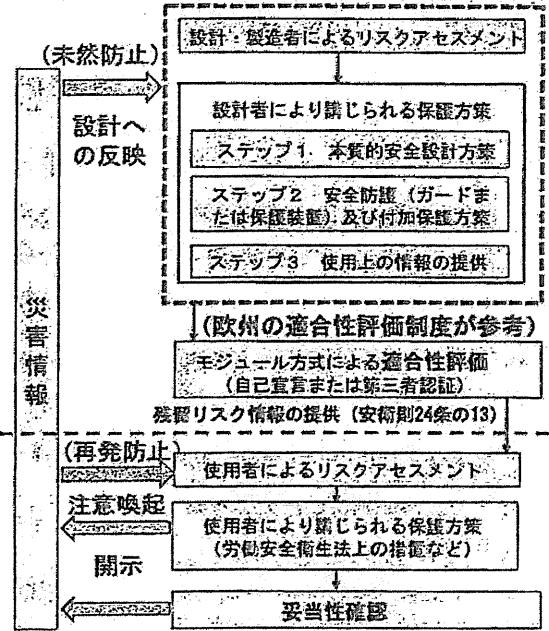 設計・製造者によるリスクアセスメント
(未然防止)
設計へ
の反映
設計者により講じられる保護方策
ステップ1 本質的安全設計方策
ステップ2 安全防護（ガードま
たは保護装置）及び付加保護方策
ステップ3 使用上の情報の提供
災害情報
(欧州の適合性評価制度が参考)
モジュール方式による適合性評価
(自己宣言または第三者認証)
残留リスク情報の提供（安衛則24条の13）
(再発防止)
使用者によるリスクアセスメント
注意喚起
使用者により講じられる保護方策
(労働安全衛生法上の措置など)
開示
妥当性確認